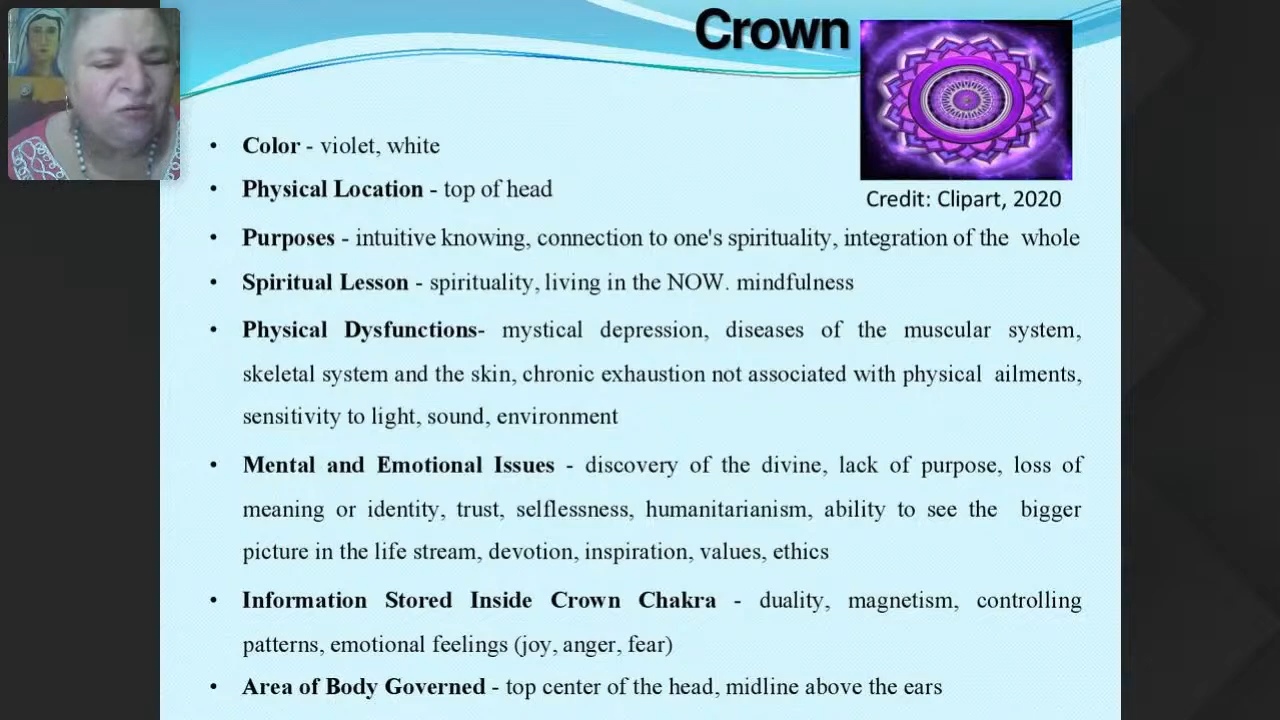 Crown
Credit: Clipart, 2020
• Color - violet, white
• Physical Location - top of head
• Purposes - intuitive knowing, connection to one's spirituality, integration of the whole
• Spiritual Lesson - spirituality, living in the NOW. mindfulness
• Physical Dysfunctions- mystical depression, diseases of the muscular system,
skeletal system and the skin, chronic exhaustion not associated with physical ailments,
sensitivity to light, sound, environment
• Mental and Emotional Issues - discovery of the divine, lack of purpose, loss of
meaning or identity, trust, selflessness, humanitarianism, ability to see the bigger
picture in the life stream, devotion, inspiration, values, ethics
• Information Stored Inside Crown Chakra - duality, magnetism, controlling
patterns, emotional feelings (joy, anger, fear)
• Area of Body Governed - top center of the head, midline above the ears